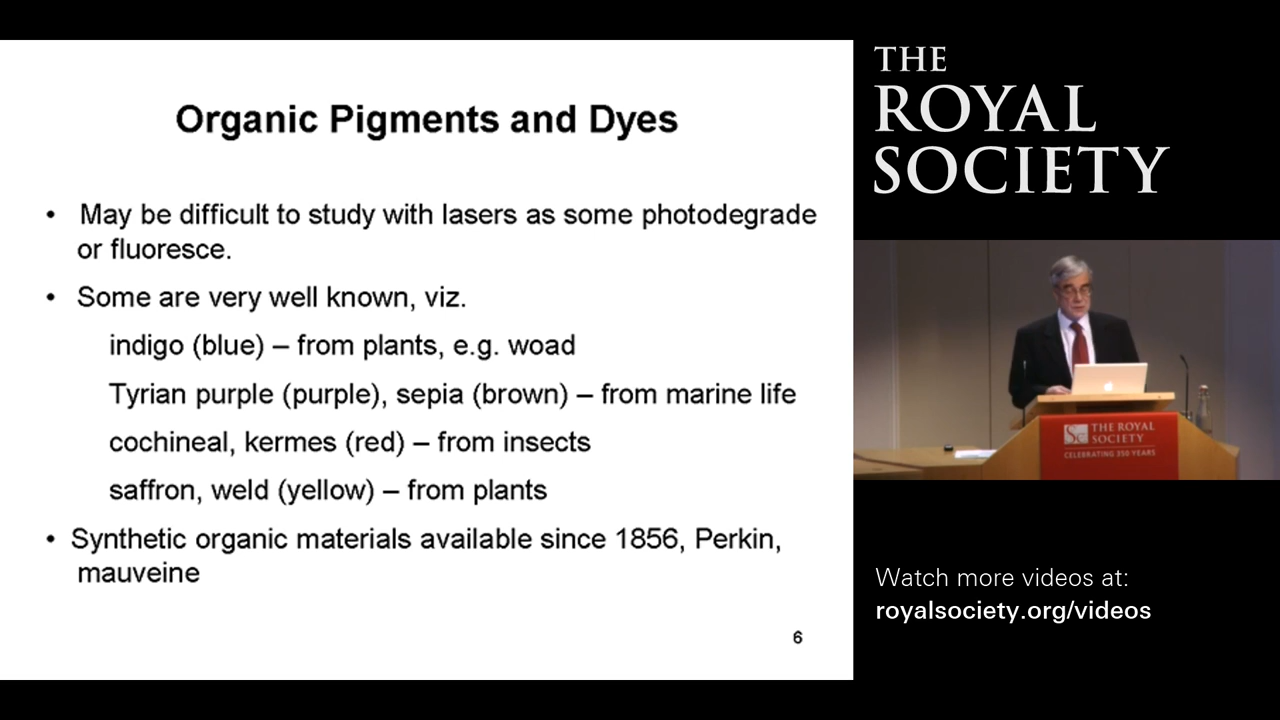 Organic Pigments and Dyes
• May be difficult to study with lasers as some photodegrade
or fluoresce.
• Some are very well known, viz.
indigo (blue) – from plants, e.g. woad
Tyrian purple (purple), sepia (brown) – from marine life
cochineal, kermes (red) – from insects
saffron, weld (yellow) – from plants
• Synthetic organic materials available since 1856, Perkin,
mauveine
6
THE
ROYAL
SOCIETY
THE ROYAL
SOCIETY
CELEBRATING 350 YEARS
Watch more videos at:
royalsociety.org/videos